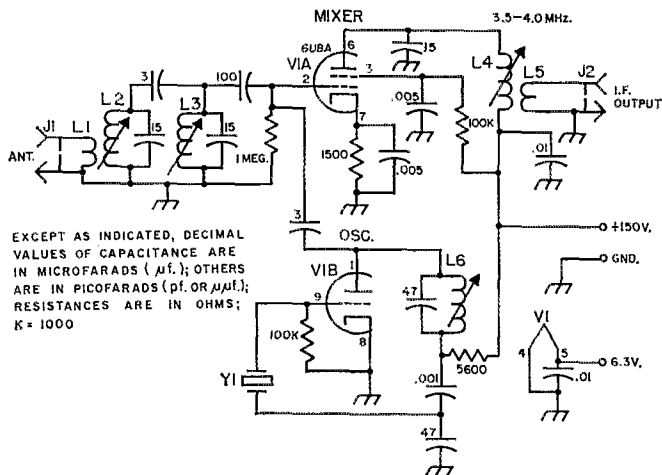 MIXER
3.5-4.0 MHz.
6U8A
V1A
6
2
3
7
15
L4
L5
J2
I.F.
OUTPUT
3
100
L2
L3
J1
L1
ANT.
15
15
1 MEG.
.005
100K
1500
.005
.01
3
+150V.
GND.
EXCEPT AS INDICATED, DECIMAL
VALUES OF CAPACITANCE ARE
IN MICROFARADS (µf.); OTHERS
ARE IN PICOFARADS (pf. OR µµf.);
RESISTANCES ARE IN OHMS;
K = 1000
OSC.
V1B
1
9
8
L6
47
100K
Y1
5600
.001
47
V1
4
5
6.3V.
.01